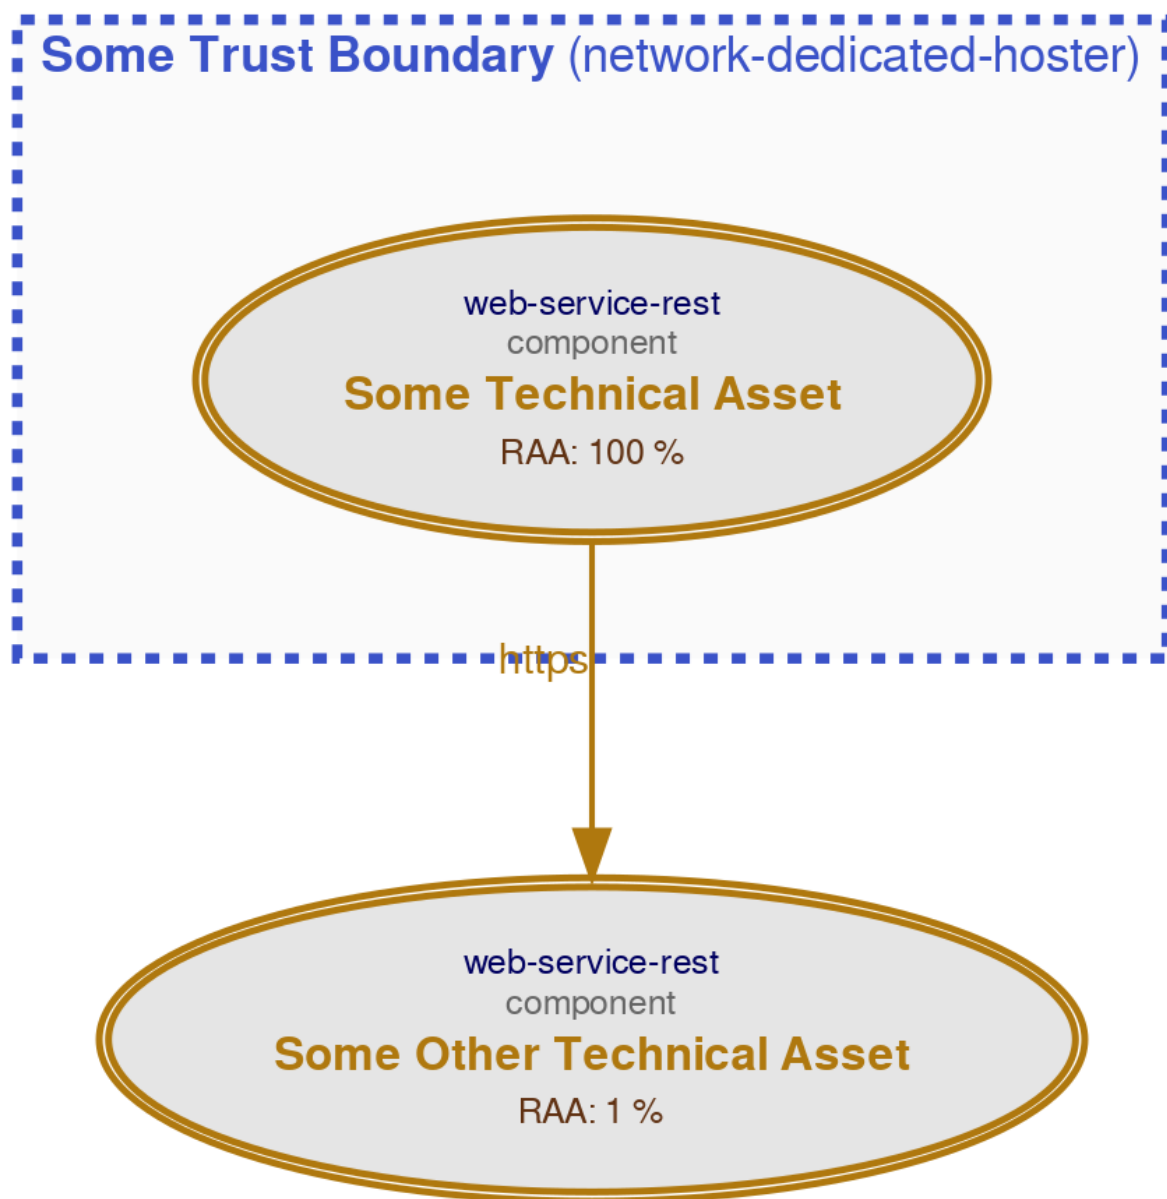 Some Trust Boundary (network-dedicated-hoster)
web-service-rest
component
Some Technical Asset
RAA: 100 %
https
web-service-rest
component
Some Other Technical Asset
RAA: 1 %